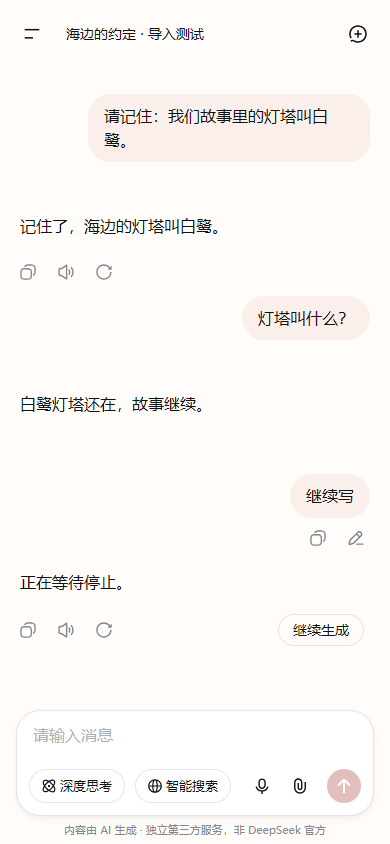 海边的约定 · 导入测试
请记住：我们故事里的灯塔叫白
鹭。
记住了，海边的灯塔叫白鹭。
灯塔叫什么？
白鹭灯塔还在，故事继续。
继续写
正在等待停止。
继续生成
请输入消息
深度思考
智能搜索
内容由 AI 生成 · 独立第三方服务，非 DeepSeek 官方